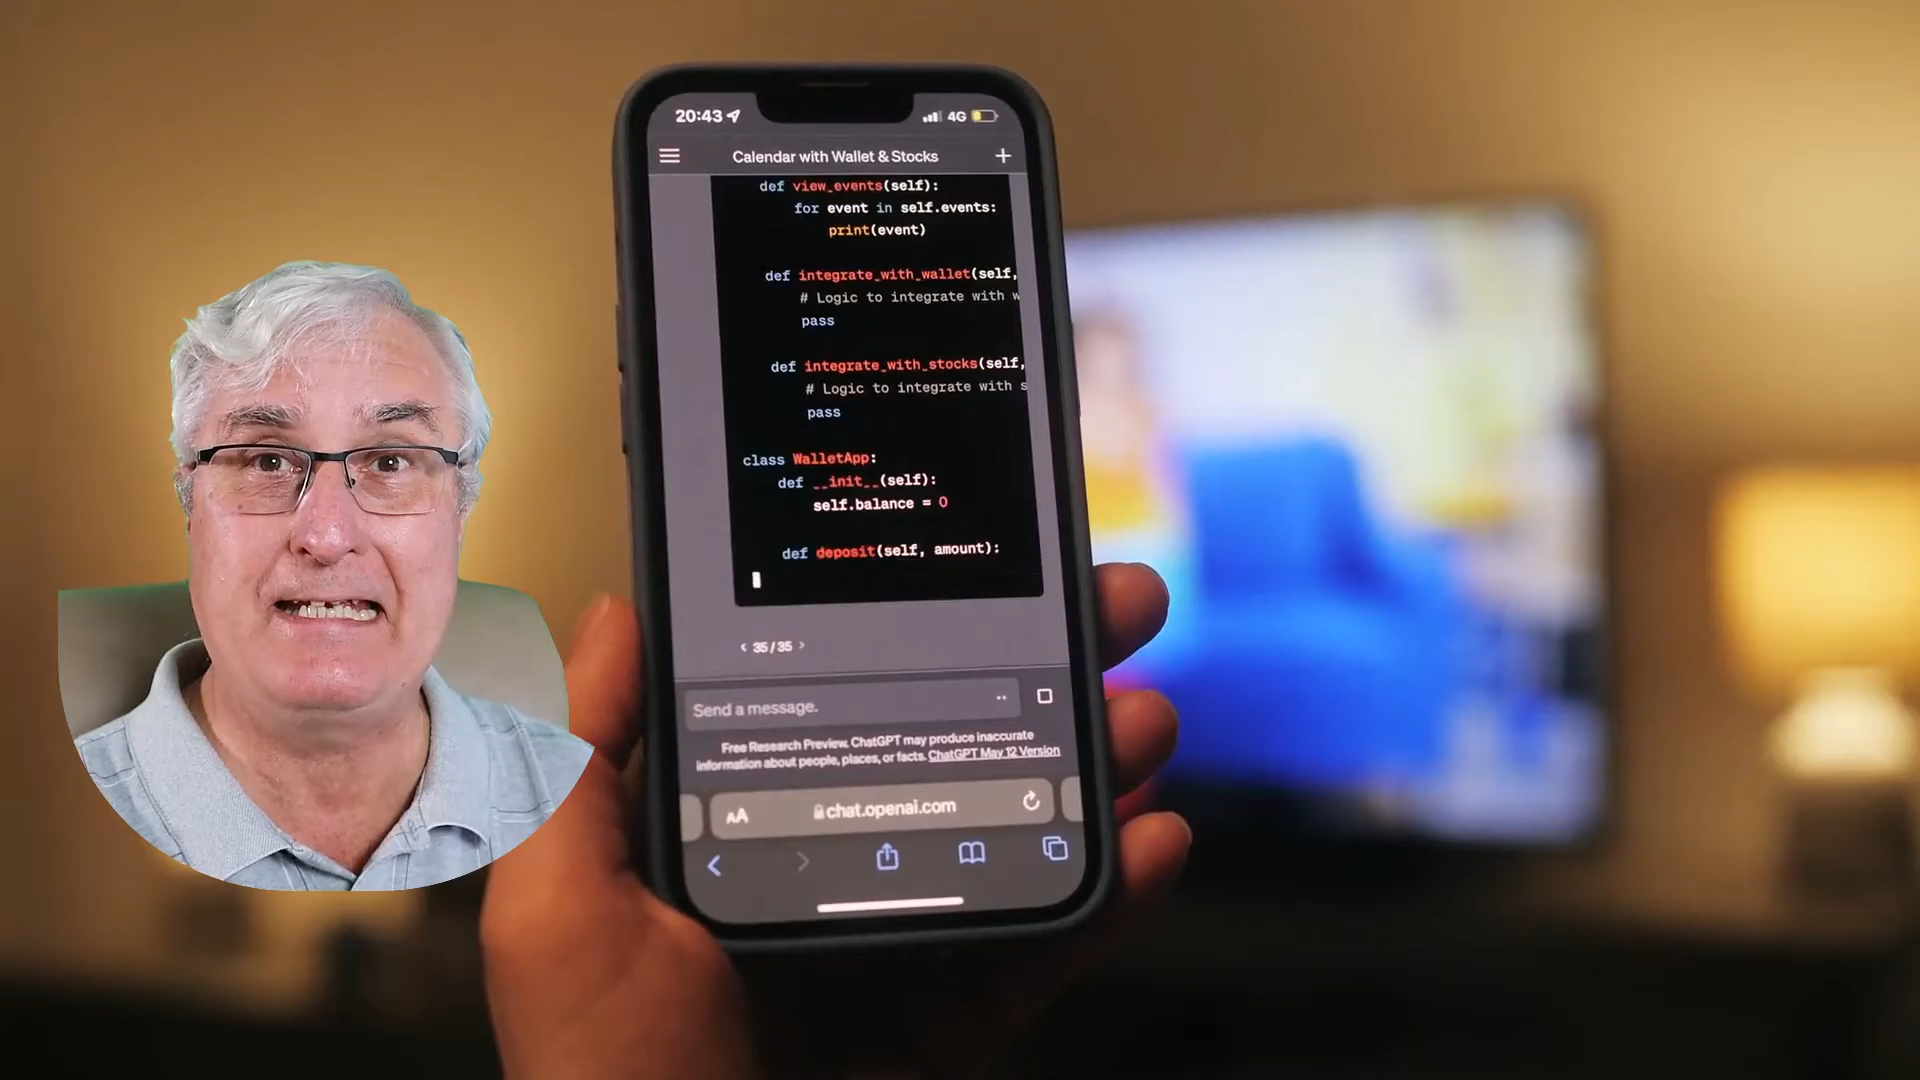 20:43 4G
Calendar with Wallet & Stocks +
def view_events(self):
for event in self.events:
print(event)
def integrate_with_wallet(self,
# Logic to integrate with w
pass
def integrate_with_stocks(self,
# Logic to integrate with s
pass
class WalletApp:
def __init__(self):
self.balance = 0
def deposit(self, amount):
< 35 / 35 >
Send a message.
Free Research Preview. ChatGPT may produce inaccurate
information about people, places, or facts. ChatGPT May 12 Version
AA chat.openai.com